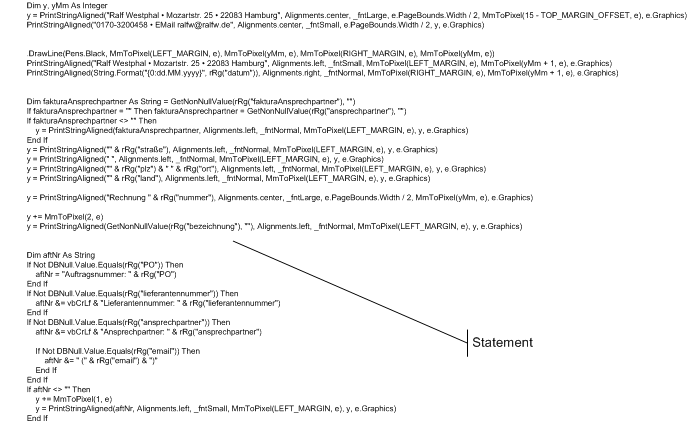 Dim y, yMm As Integer
y = PrintStringAligned("Ralf Westphal • Mozartstr. 25 • 22083 Hamburg", Alignments.center, _fntLarge, e.PageBounds.Width / 2, MmToPixel(15 - TOP_MARGIN_OFFSET, e), e.Graphics)
y = PrintStringAligned("0170-3200458 • EMail ralfw@ralfw.de", Alignments.center, _fntSmall, e.PageBounds.Width / 2, y, e.Graphics)
.DrawLine(Pens.Black, MmToPixel(LEFT_MARGIN, e), MmToPixel(yMm, e), MmToPixel(RIGHT_MARGIN, e), MmToPixel(yMm, e))
PrintStringAligned("Ralf Westphal • Mozartstr. 25 • 22083 Hamburg", Alignments.left, _fntSmall, MmToPixel(LEFT_MARGIN, e), MmToPixel(yMm + 1, e), e.Graphics)
PrintStringAligned(String.Format("{0:dd.MM.yyyy}", rRg("datum")), Alignments.right, _fntNormal, MmToPixel(RIGHT_MARGIN, e), MmToPixel(yMm + 1, e), e.Graphics)
Dim fakturaAnsprechpartner As String = GetNonNullValue(rRg("fakturaAnsprechpartner"), "")
If fakturaAnsprechpartner = "" Then fakturaAnsprechpartner = GetNonNullValue(rRg("ansprechpartner"), "")
If fakturaAnsprechpartner <> "" Then
y = PrintStringAligned(fakturaAnsprechpartner, Alignments.left, _fntNormal, MmToPixel(LEFT_MARGIN, e), y, e.Graphics)
End If
y = PrintStringAligned("" & rRg("straße"), Alignments.left, _fntNormal, MmToPixel(LEFT_MARGIN, e), y, e.Graphics)
y = PrintStringAligned(" ", Alignments.left, _fntNormal, MmToPixel(LEFT_MARGIN, e), y, e.Graphics)
y = PrintStringAligned("" & rRg("plz") & " " & rRg("ort"), Alignments.left, _fntNormal, MmToPixel(LEFT_MARGIN, e), y, e.Graphics)
y = PrintStringAligned("" & rRg("land"), Alignments.left, _fntNormal, MmToPixel(LEFT_MARGIN, e), y, e.Graphics)
y = PrintStringAligned("Rechnung " & rRg("nummer"), Alignments.center, _fntLarge, e.PageBounds.Width / 2, MmToPixel(yMm, e), e.Graphics)
y += MmToPixel(2, e)
y = PrintStringAligned(GetNonNullValue(rRg("bezeichnung"), ""), Alignments.left, _fntNormal, MmToPixel(LEFT_MARGIN, e), y, e.Graphics)
Dim aftNr As String
If Not DBNull.Value.Equals(rRg("PO")) Then
aftNr = "Auftragsnummer: " & rRg("PO")
End If
If Not DBNull.Value.Equals(rRg("lieferantennummer")) Then
aftNr &= vbCrLf & "Lieferantennummer: " & rRg("lieferantennummer")
End If
If Not DBNull.Value.Equals(rRg("ansprechpartner")) Then
aftNr &= vbCrLf & "Ansprechpartner: " & rRg("ansprechpartner")
If Not DBNull.Value.Equals(rRg("email")) Then
aftNr &= " (" & rRg("email") & ")"
End If
End If
If aftNr <> "" Then
y += MmToPixel(1, e)
y = PrintStringAligned(aftNr, Alignments.left, _fntSmall, MmToPixel(LEFT_MARGIN, e), y, e.Graphics)
End If
Statement